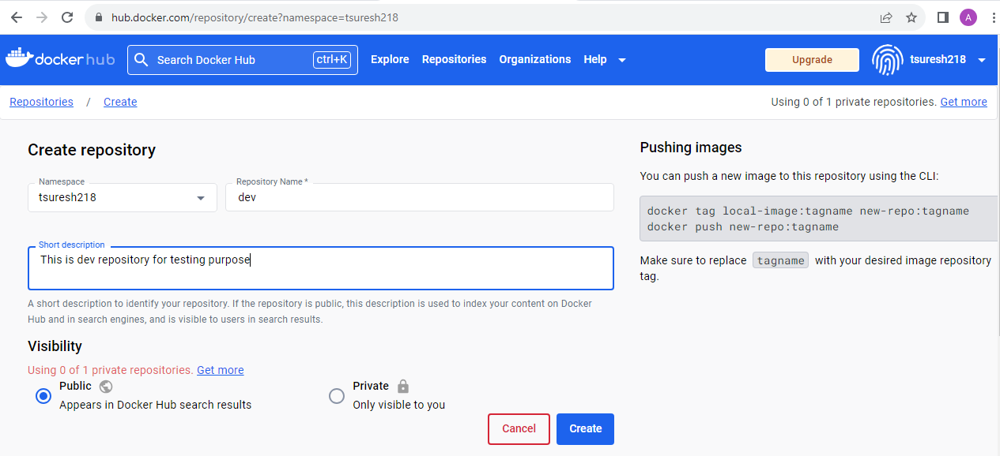 hub.docker.com/repository/create?namespace=tsuresh218
A
docker hub
Search Docker Hub ctrl+K
Explore Repositories Organizations Help
Upgrade
tsuresh218
Repositories / Create
Using 0 of 1 private repositories. Get more
Create repository
Namespace
tsuresh218
Repository Name *
dev
Short description
This is dev repository for testing purpose
A short description to identify your repository. If the repository is public, this description is used to index your content on Docker
Hub and in search engines, and is visible to users in search results.
Visibility
Using 0 of 1 private repositories. Get more
Public
Appears in Docker Hub search results
Private
Only visible to you
Cancel Create
Pushing images
You can push a new image to this repository using the CLI:
docker tag local-image:tagname new-repo:tagname
docker push new-repo:tagname
Make sure to replace tagname with your desired image repository
tag.